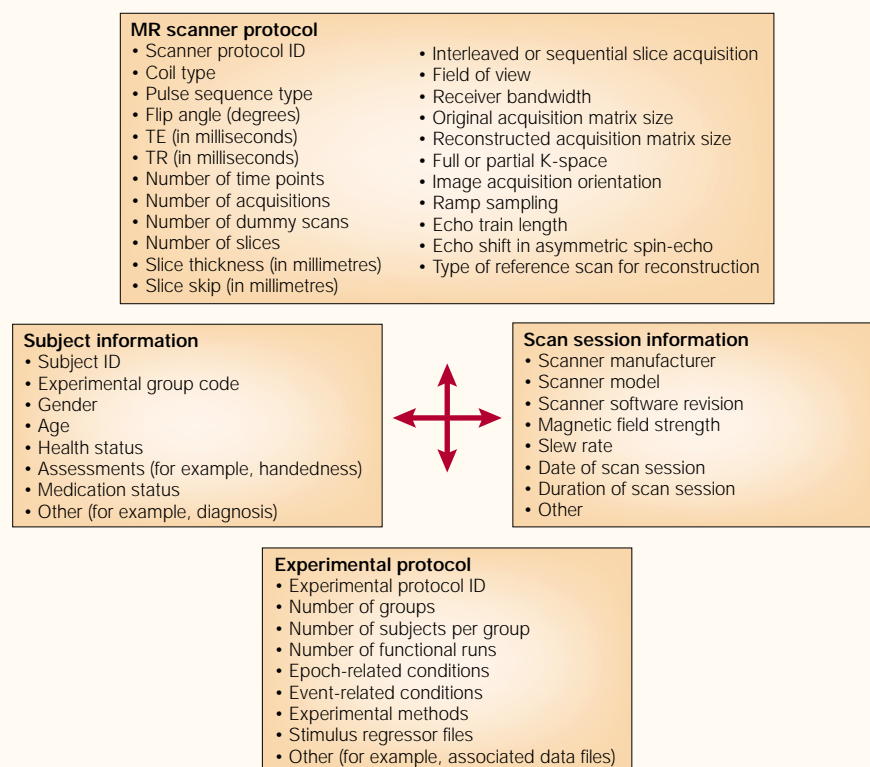 MR scanner protocol
• Scanner protocol ID
• Coil type
• Pulse sequence type
• Flip angle (degrees)
• TE (in milliseconds)
• TR (in milliseconds)
• Number of time points
• Number of acquisitions
• Number of dummy scans
• Number of slices
• Slice thickness (in millimetres)
• Slice skip (in millimetres)
• Interleaved or sequential slice acquisition
• Field of view
• Receiver bandwidth
• Original acquisition matrix size
• Reconstructed acquisition matrix size
• Full or partial K-space
• Image acquisition orientation
• Ramp sampling
• Echo train length
• Echo shift in asymmetric spin-echo
• Type of reference scan for reconstruction
Subject information
• Subject ID
• Experimental group code
• Gender
• Age
• Health status
• Assessments (for example, handedness)
• Medication status
• Other (for example, diagnosis)
Scan session information
• Scanner manufacturer
• Scanner model
• Scanner software revision
• Magnetic field strength
• Slew rate
• Date of scan session
• Duration of scan session
• Other
Experimental protocol
• Experimental protocol ID
• Number of groups
• Number of subjects per group
• Number of functional runs
• Epoch-related conditions
• Event-related conditions
• Experimental methods
• Stimulus regressor files
• Other (for example, associated data files)